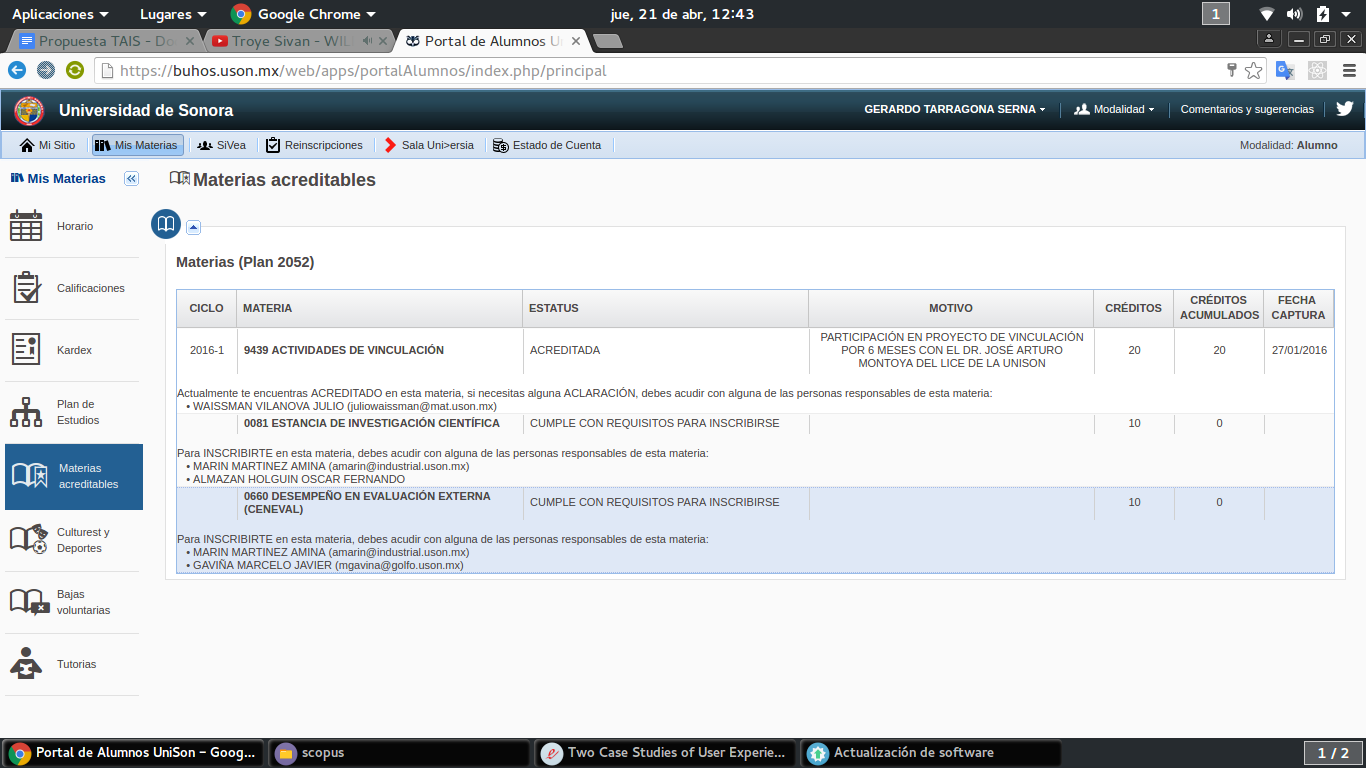 Aplicaciones Lugares Google Chrome jue, 21 de abr, 12:43 1
Propuesta TAIS - Do Troye Sivan - WIL Portal de Alumnos U
https://buhos.uson.mx/web/apps/portalAlumnos/index.php/principal
Universidad de Sonora GERARDO TARRAGONA SERNA Modalidad Comentarios y sugerencias
Mi Sitio Mis Materias SiVea Reinscripciones Sala Uni>ersia Estado de Cuenta Modalidad: Alumno
Mis Materias
Horario
Calificaciones
Kardex
Plan de
Estudios
Materias
acreditables
Culturest y
Deportes
Bajas
voluntarias
Tutorias
Materias acreditables
Materias (Plan 2052)
CICLO MATERIA ESTATUS MOTIVO CRÉDITOS CRÉDITOS ACUMULADOS FECHA CAPTURA
2016-1 9439 ACTIVIDADES DE VINCULACIÓN ACREDITADA PARTICIPACIÓN EN PROYECTO DE VINCULACIÓN
POR 6 MESES CON EL DR. JOSÉ ARTURO
MONTOYA DEL LICE DE LA UNISON
20 20 27/01/2016
Actualmente te encuentras ACREDITADO en esta materia, si necesitas alguna ACLARACIÓN, debes acudir con alguna de las personas responsables de esta materia:
• WAISSMAN VILANOVA JULIO (juliowaissman@mat.uson.mx)
0081 ESTANCIA DE INVESTIGACIÓN CIENTÍFICA CUMPLE CON REQUISITOS PARA INSCRIBIRSE 10 0
Para INSCRIBIRTE en esta materia, debes acudir con alguna de las personas responsables de esta materia:
• MARIN MARTINEZ AMINA (amarin@industrial.uson.mx)
• ALMAZAN HOLGUIN OSCAR FERNANDO
0660 DESEMPEÑO EN EVALUACIÓN EXTERNA
(CENEVAL)
CUMPLE CON REQUISITOS PARA INSCRIBIRSE 10 0
Para INSCRIBIRTE en esta materia, debes acudir con alguna de las personas responsables de esta materia:
• MARIN MARTINEZ AMINA (amarin@industrial.uson.mx)
• GAVIÑA MARCELO JAVIER (mgavina@golfo.uson.mx)
Portal de Alumnos UniSon – Goog... scopus Two Case Studies of User Experie... Actualización de software 1 / 2